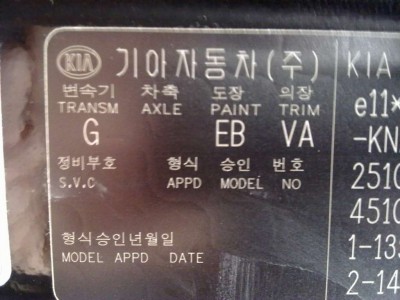 KIA 기아자동차(주) KIA
변속기 차축 도장 의장
TRANSM AXLE PAINT TRIM e11*
G EB VA -KN
정비부호 형식 승인 번호 2510
S.V.C APPD MODEL NO 4510
형식승인년월일 1-13
MODEL APPD DATE 2-14